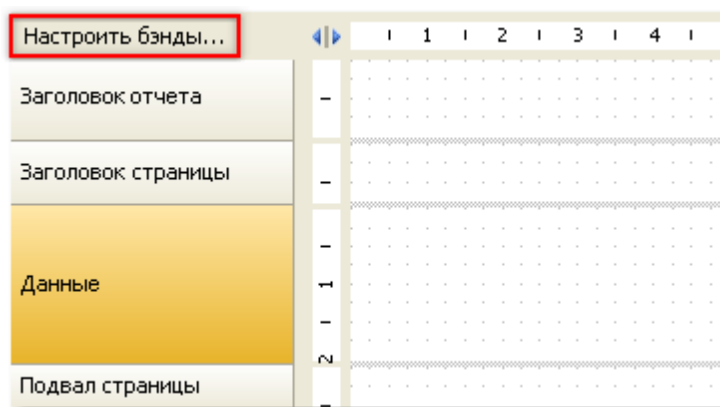 Настроить бэнды...
1 2 3 4
Заголовок отчета
Заголовок страницы
Данные
1
2
Подвал страницы